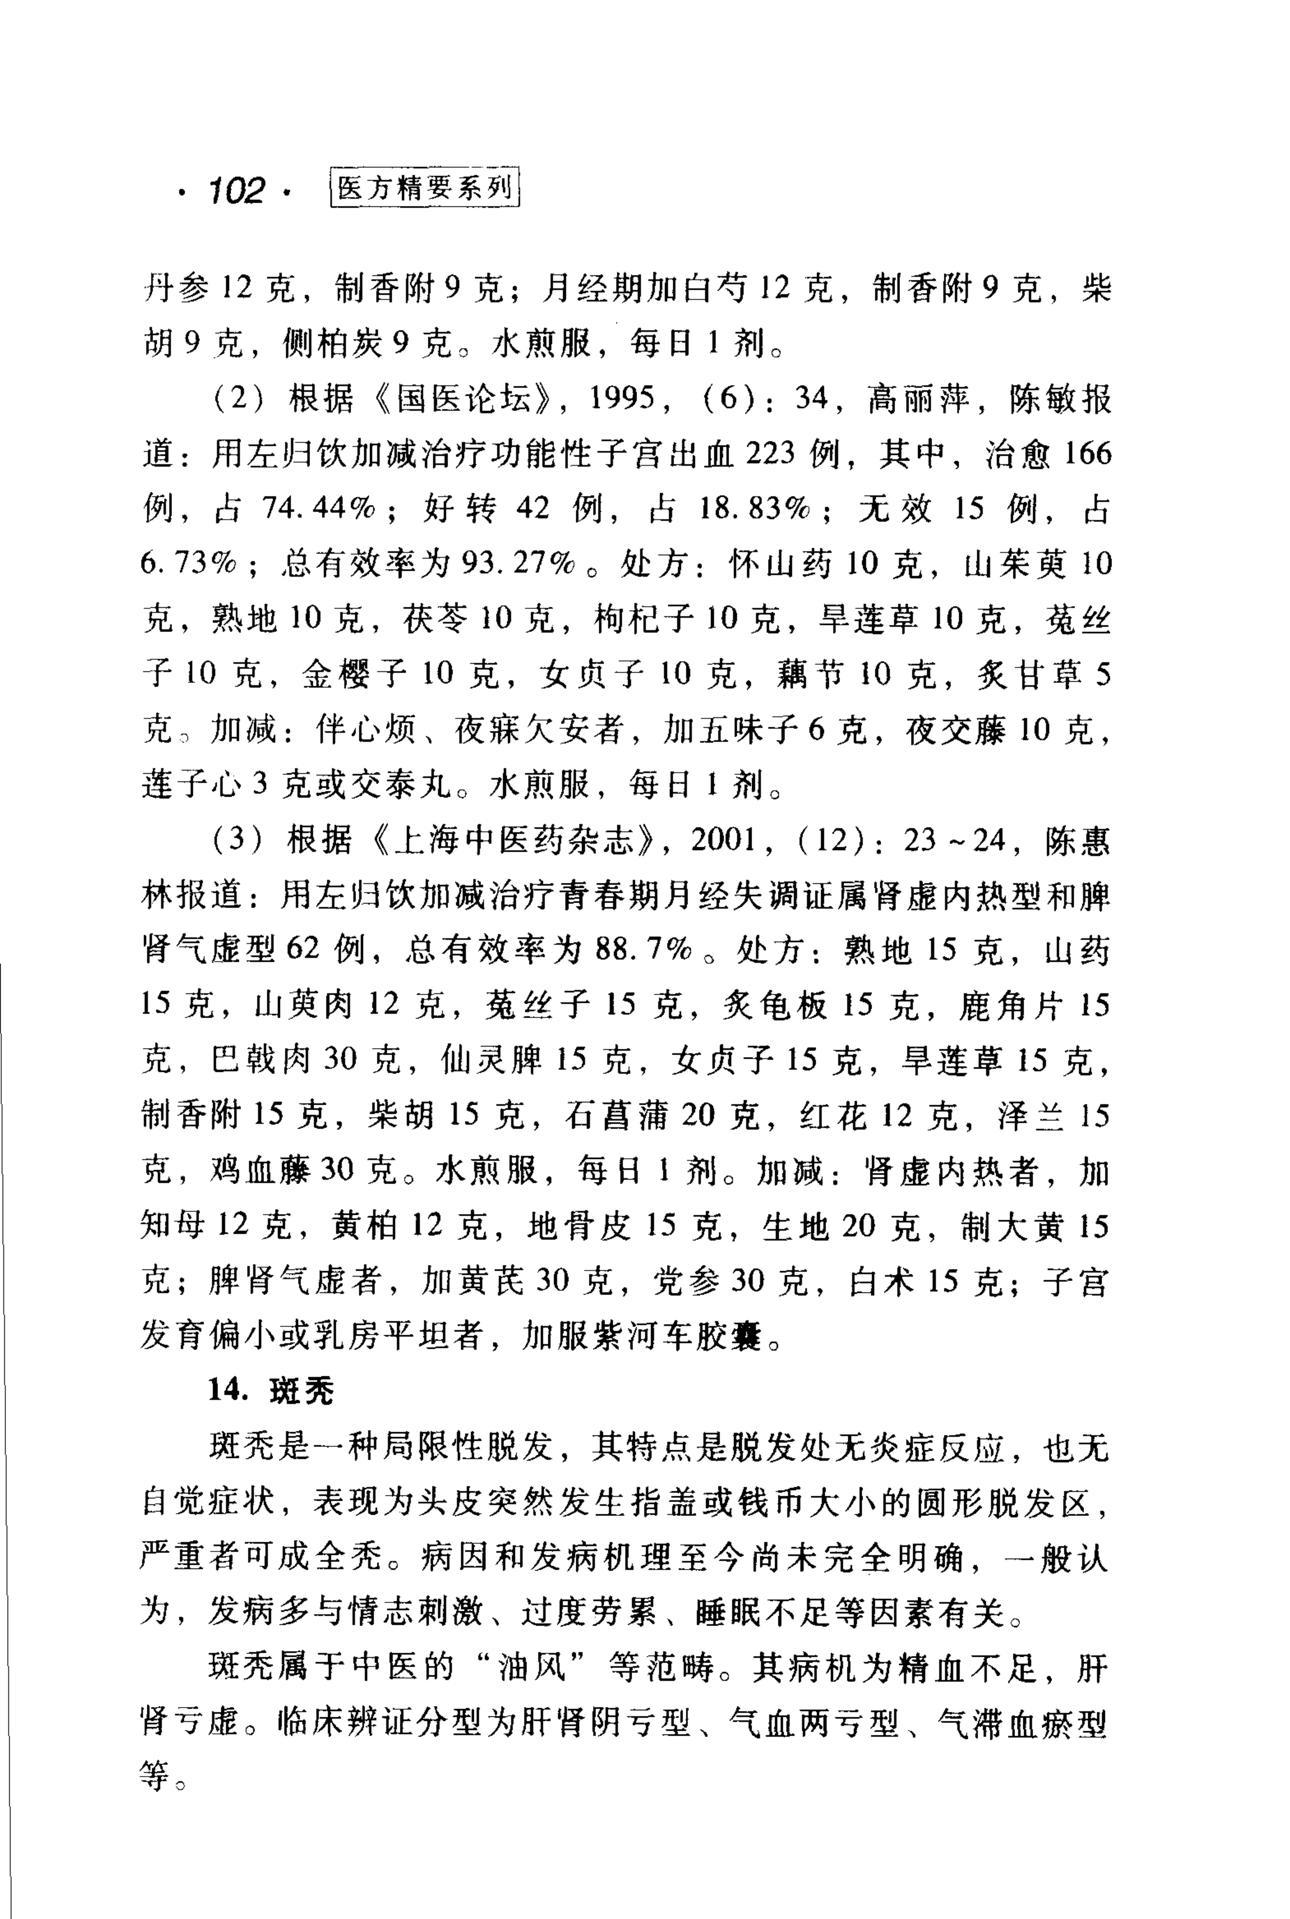 · 102 · 医方精要系列
丹参 12 克，制香附 9 克；月经期加白芍 12 克，制香附 9 克，柴
胡 9 克，侧柏炭 9 克。水煎服，每日 1 剂。
(2) 根据《国医论坛》，1995，(6)：34，高丽萍，陈敏报
道：用左归饮加减治疗功能性子宫出血 223 例，其中，治愈 166
例，占 74.44%；好转 42 例，占 18.83%；无效 15 例，占
6.73%；总有效率为 93.27%。处方：怀山药 10 克，山茱萸 10
克，熟地 10 克，茯苓 10 克，枸杞子 10 克，旱莲草 10 克，菟丝
子 10 克，金樱子 10 克，女贞子 10 克，藕节 10 克，炙甘草 5
克。加减：伴心烦、夜寐欠安者，加五味子 6 克，夜交藤 10 克，
莲子心 3 克或交泰丸。水煎服，每日 1 剂。
(3) 根据《上海中医药杂志》，2001，(12)：23～24，陈惠
林报道：用左归饮加减治疗青春期月经失调证属肾虚内热型和脾
肾气虚型 62 例，总有效率为 88.7%。处方：熟地 15 克，山药
15 克，山萸肉 12 克，菟丝子 15 克，炙龟板 15 克，鹿角片 15
克，巴戟肉 30 克，仙灵脾 15 克，女贞子 15 克，旱莲草 15 克，
制香附 15 克，柴胡 15 克，石菖蒲 20 克，红花 12 克，泽兰 15
克，鸡血藤 30 克。水煎服，每日 1 剂。加减：肾虚内热者，加
知母 12 克，黄柏 12 克，地骨皮 15 克，生地 20 克，制大黄 15
克；脾肾气虚者，加黄芪 30 克，党参 30 克，白术 15 克；子宫
发育偏小或乳房平坦者，加服紫河车胶囊。
14. 斑秃
斑秃是一种局限性脱发，其特点是脱发处无炎症反应，也无
自觉症状，表现为头皮突然发生指盖或钱币大小的圆形脱发区，
严重者可成全秃。病因和发病机理至今尚未完全明确，一般认
为，发病多与情志刺激、过度劳累、睡眠不足等因素有关。
斑秃属于中医的“油风”等范畴。其病机为精血不足，肝
肾亏虚。临床辨证分型为肝肾阴亏型、气血两亏型、气滞血瘀型
等。